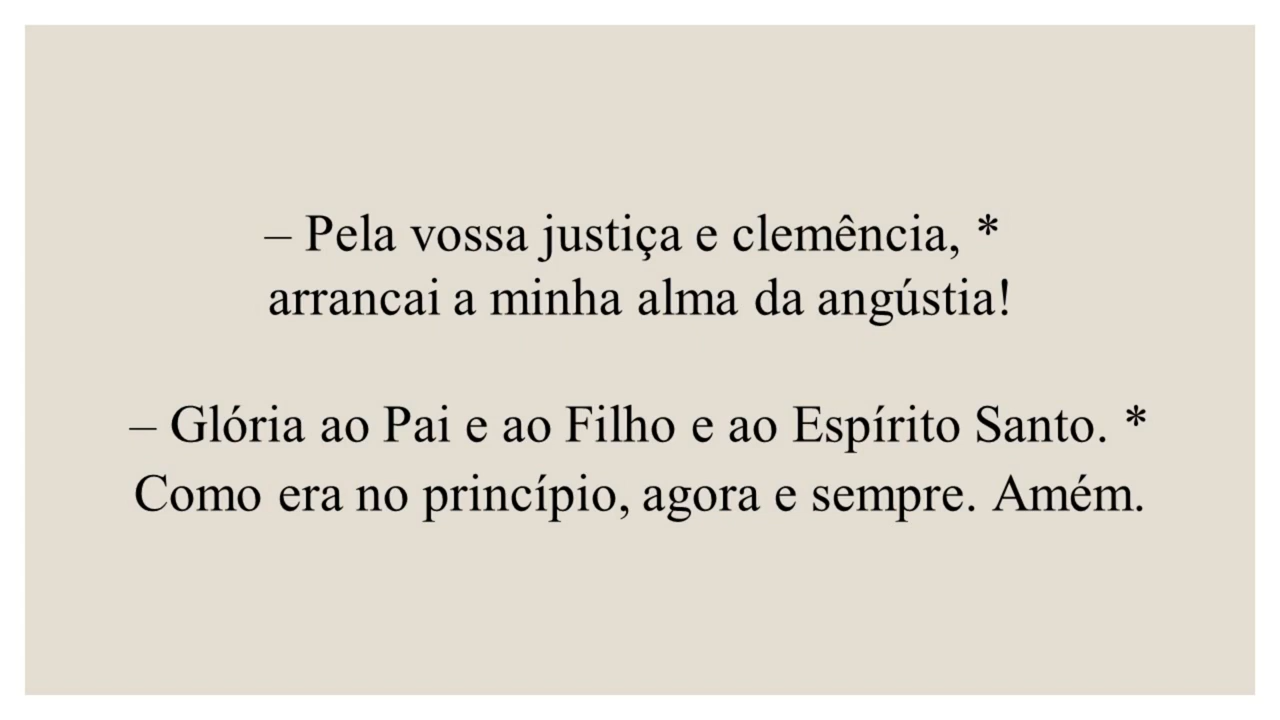 – Pela vossa justiça e clemência, *
arrancai a minha alma da angústia!
– Glória ao Pai e ao Filho e ao Espírito Santo. *
Como era no princípio, agora e sempre. Amém.